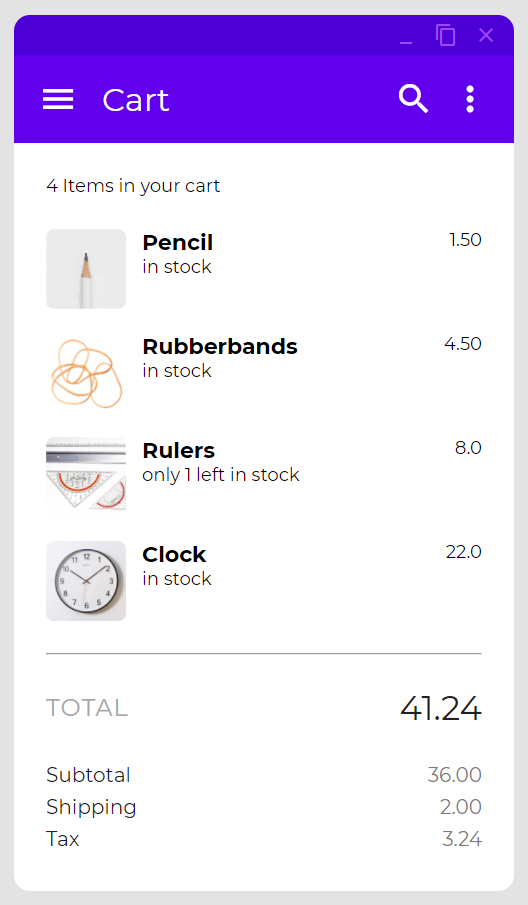 Cart
4 Items in your cart
Pencil 1.50
in stock
Rubberbands 4.50
in stock
Rulers 8.0
only 1 left in stock
Clock 22.0
in stock
TOTAL 41.24
Subtotal 36.00
Shipping 2.00
Tax 3.24